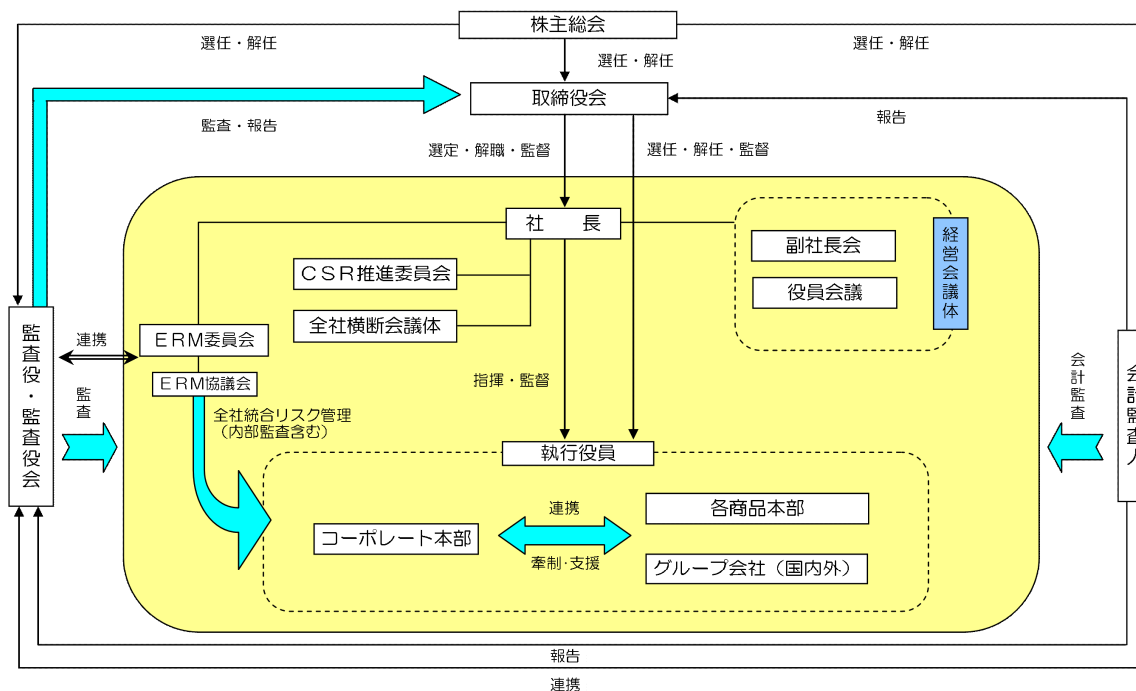 株主総会
選任・解任
選任・解任
選任・解任
取締役会
監査・報告
報告
選定・解職・監督
選任・解任・監督
社　長
副社長会
役員会議
経営会議体
CSR推進委員会
全社横断会議体
監査役・監査役会
連携
ERM委員会
ERM協議会
監査
指揮・監督
会計監査
会計監査人
全社統合リスク管理
（内部監査含む）
執行役員
コーポレート本部
連携
牽制・支援
各商品本部
グループ会社（国内外）
報告
連携